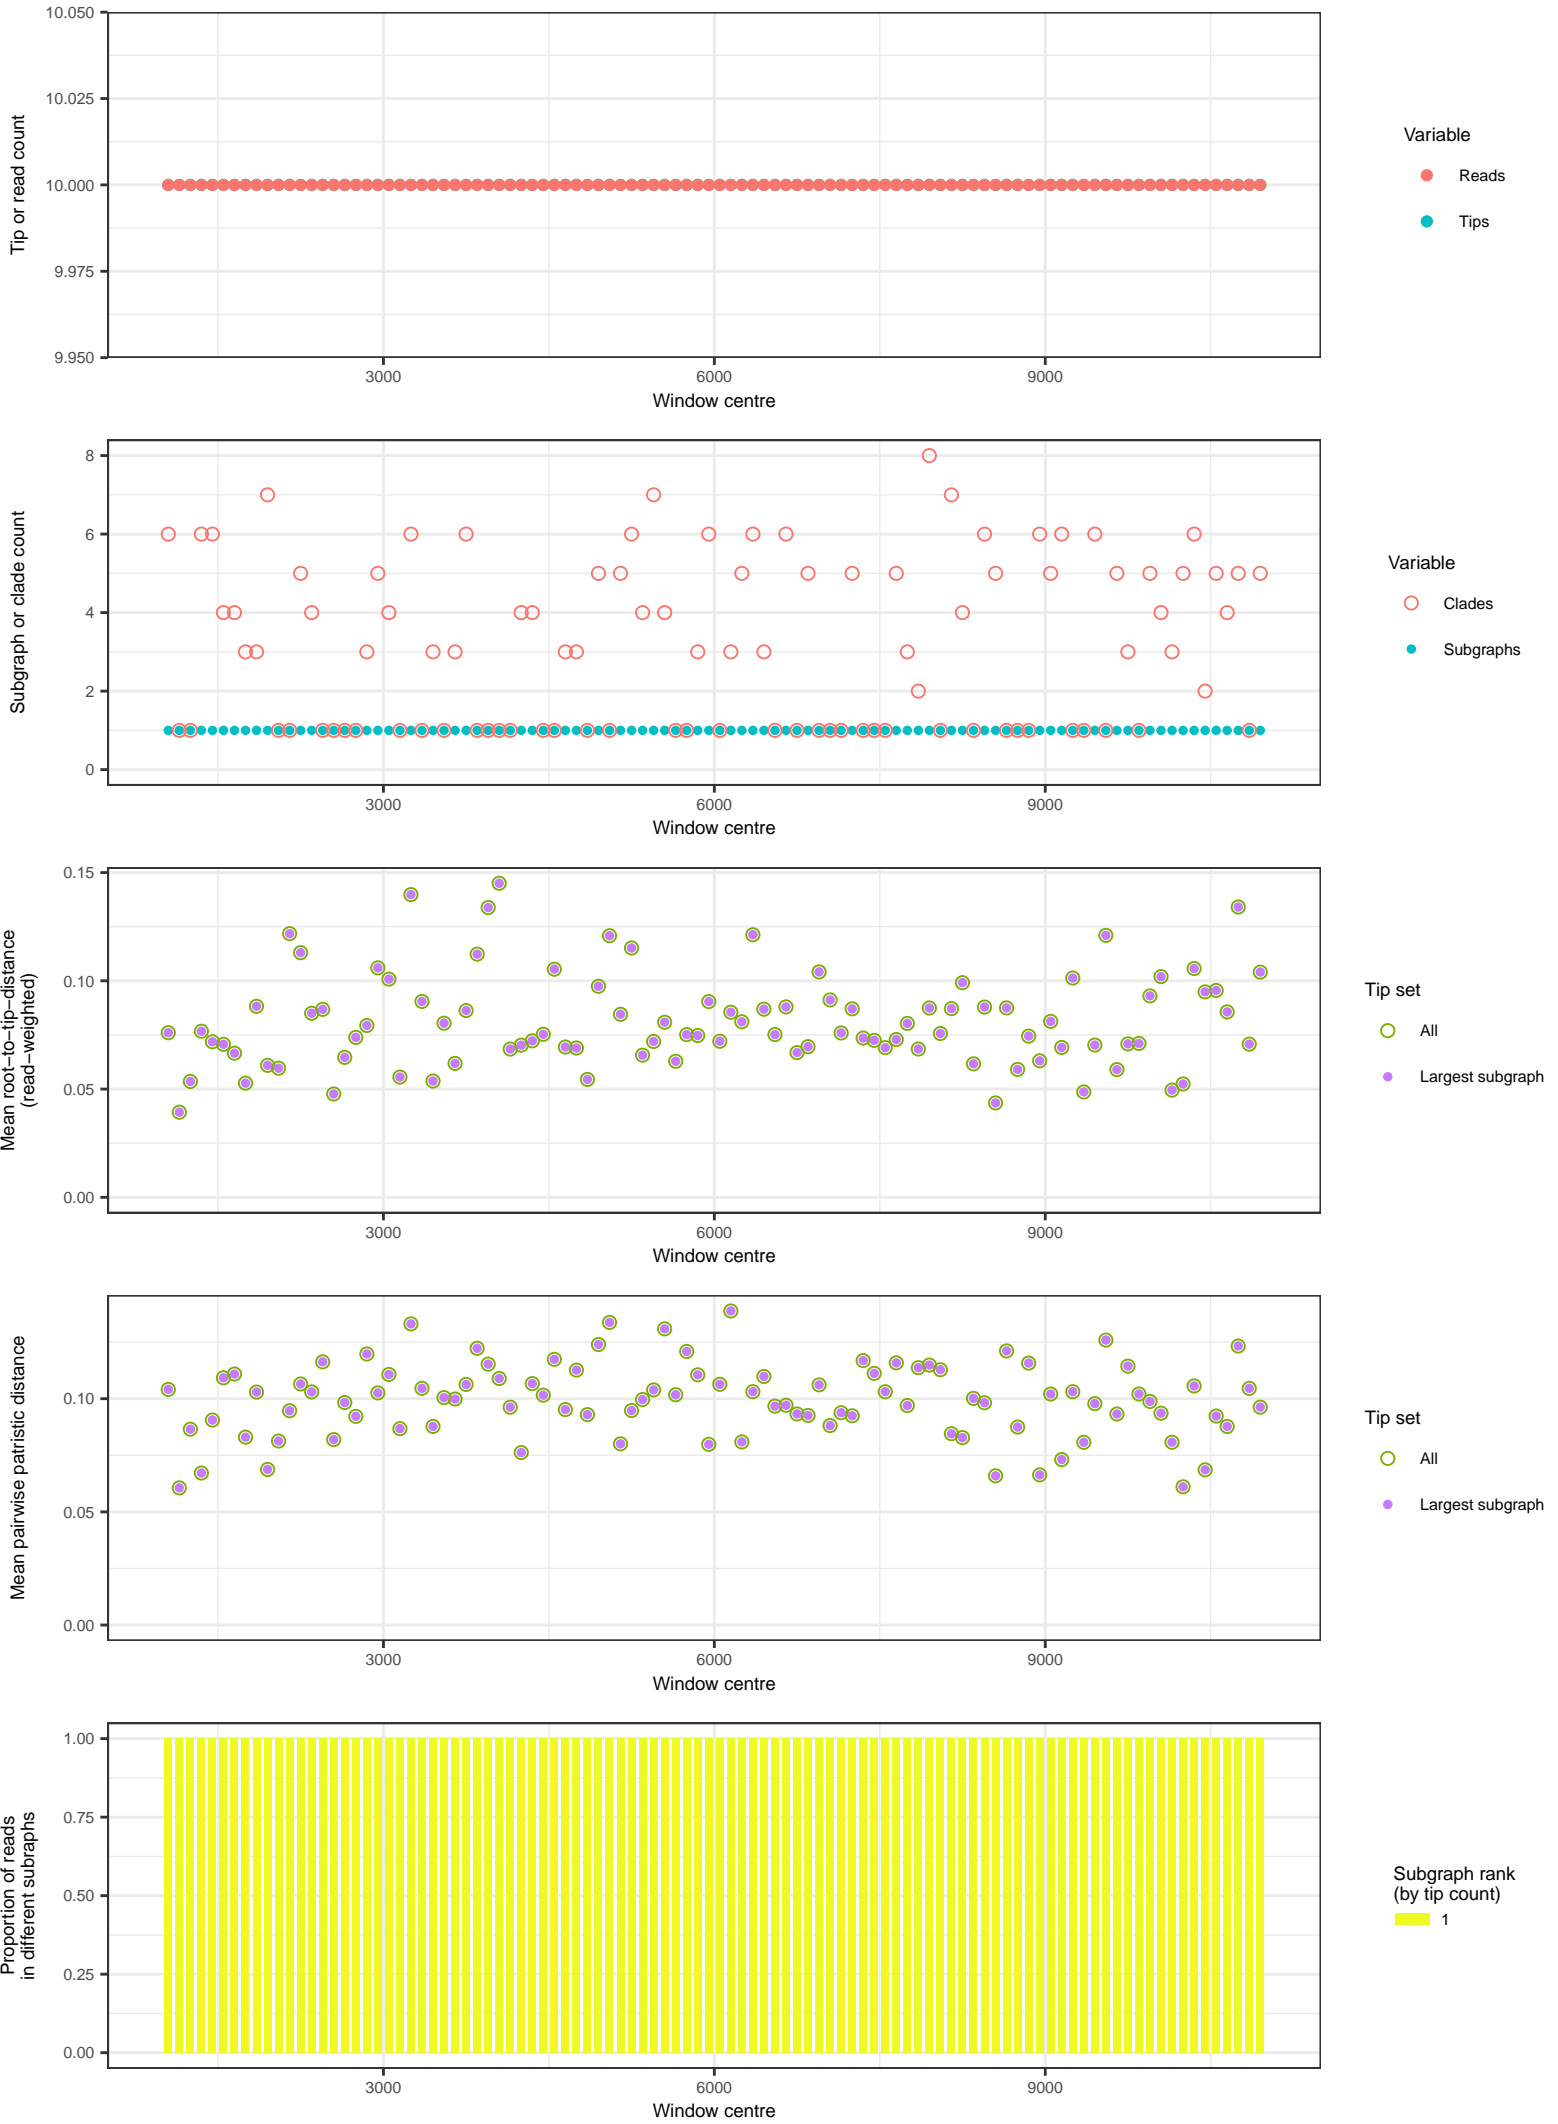 10.050
10.025
10.000
9.975
9.950
Tip or read count
3000
6000
9000
Window centre
Variable
Reads
Tips
8
6
4
2
0
Subgraph or clade count
3000
6000
9000
Window centre
Variable
Clades
Subgraphs
0.15
0.10
0.05
0.00
Mean root−to−tip−distance
(read−weighted)
3000
6000
9000
Window centre
Tip set
All
Largest subgraph
0.10
0.05
0.00
Mean pairwise patristic distance
3000
6000
9000
Window centre
Tip set
All
Largest subgraph
1.00
0.75
0.50
0.25
0.00
Proportion of reads
in different subraphs
3000
6000
9000
Window centre
Subgraph rank
(by tip count)
1